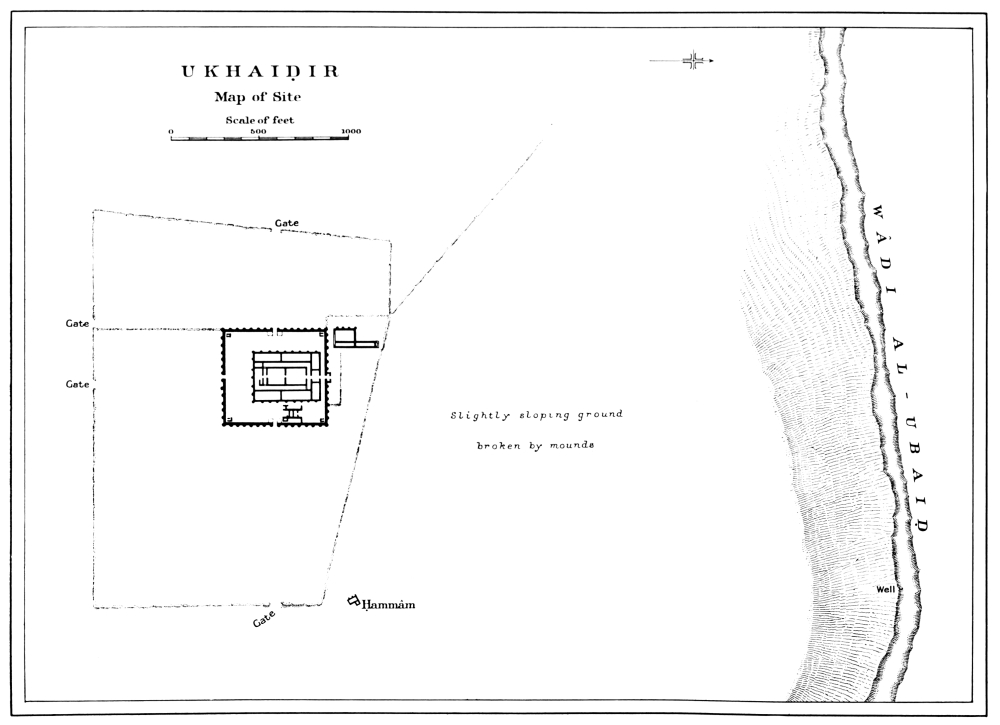 UKHAIḌIR
Map of Site
Scale of feet
0 500 1000
Gate
Gate
Gate
Gate
Ḥammâm
Slightly sloping ground
broken by mounds
WÂDI AL-UBAIḌ
Well